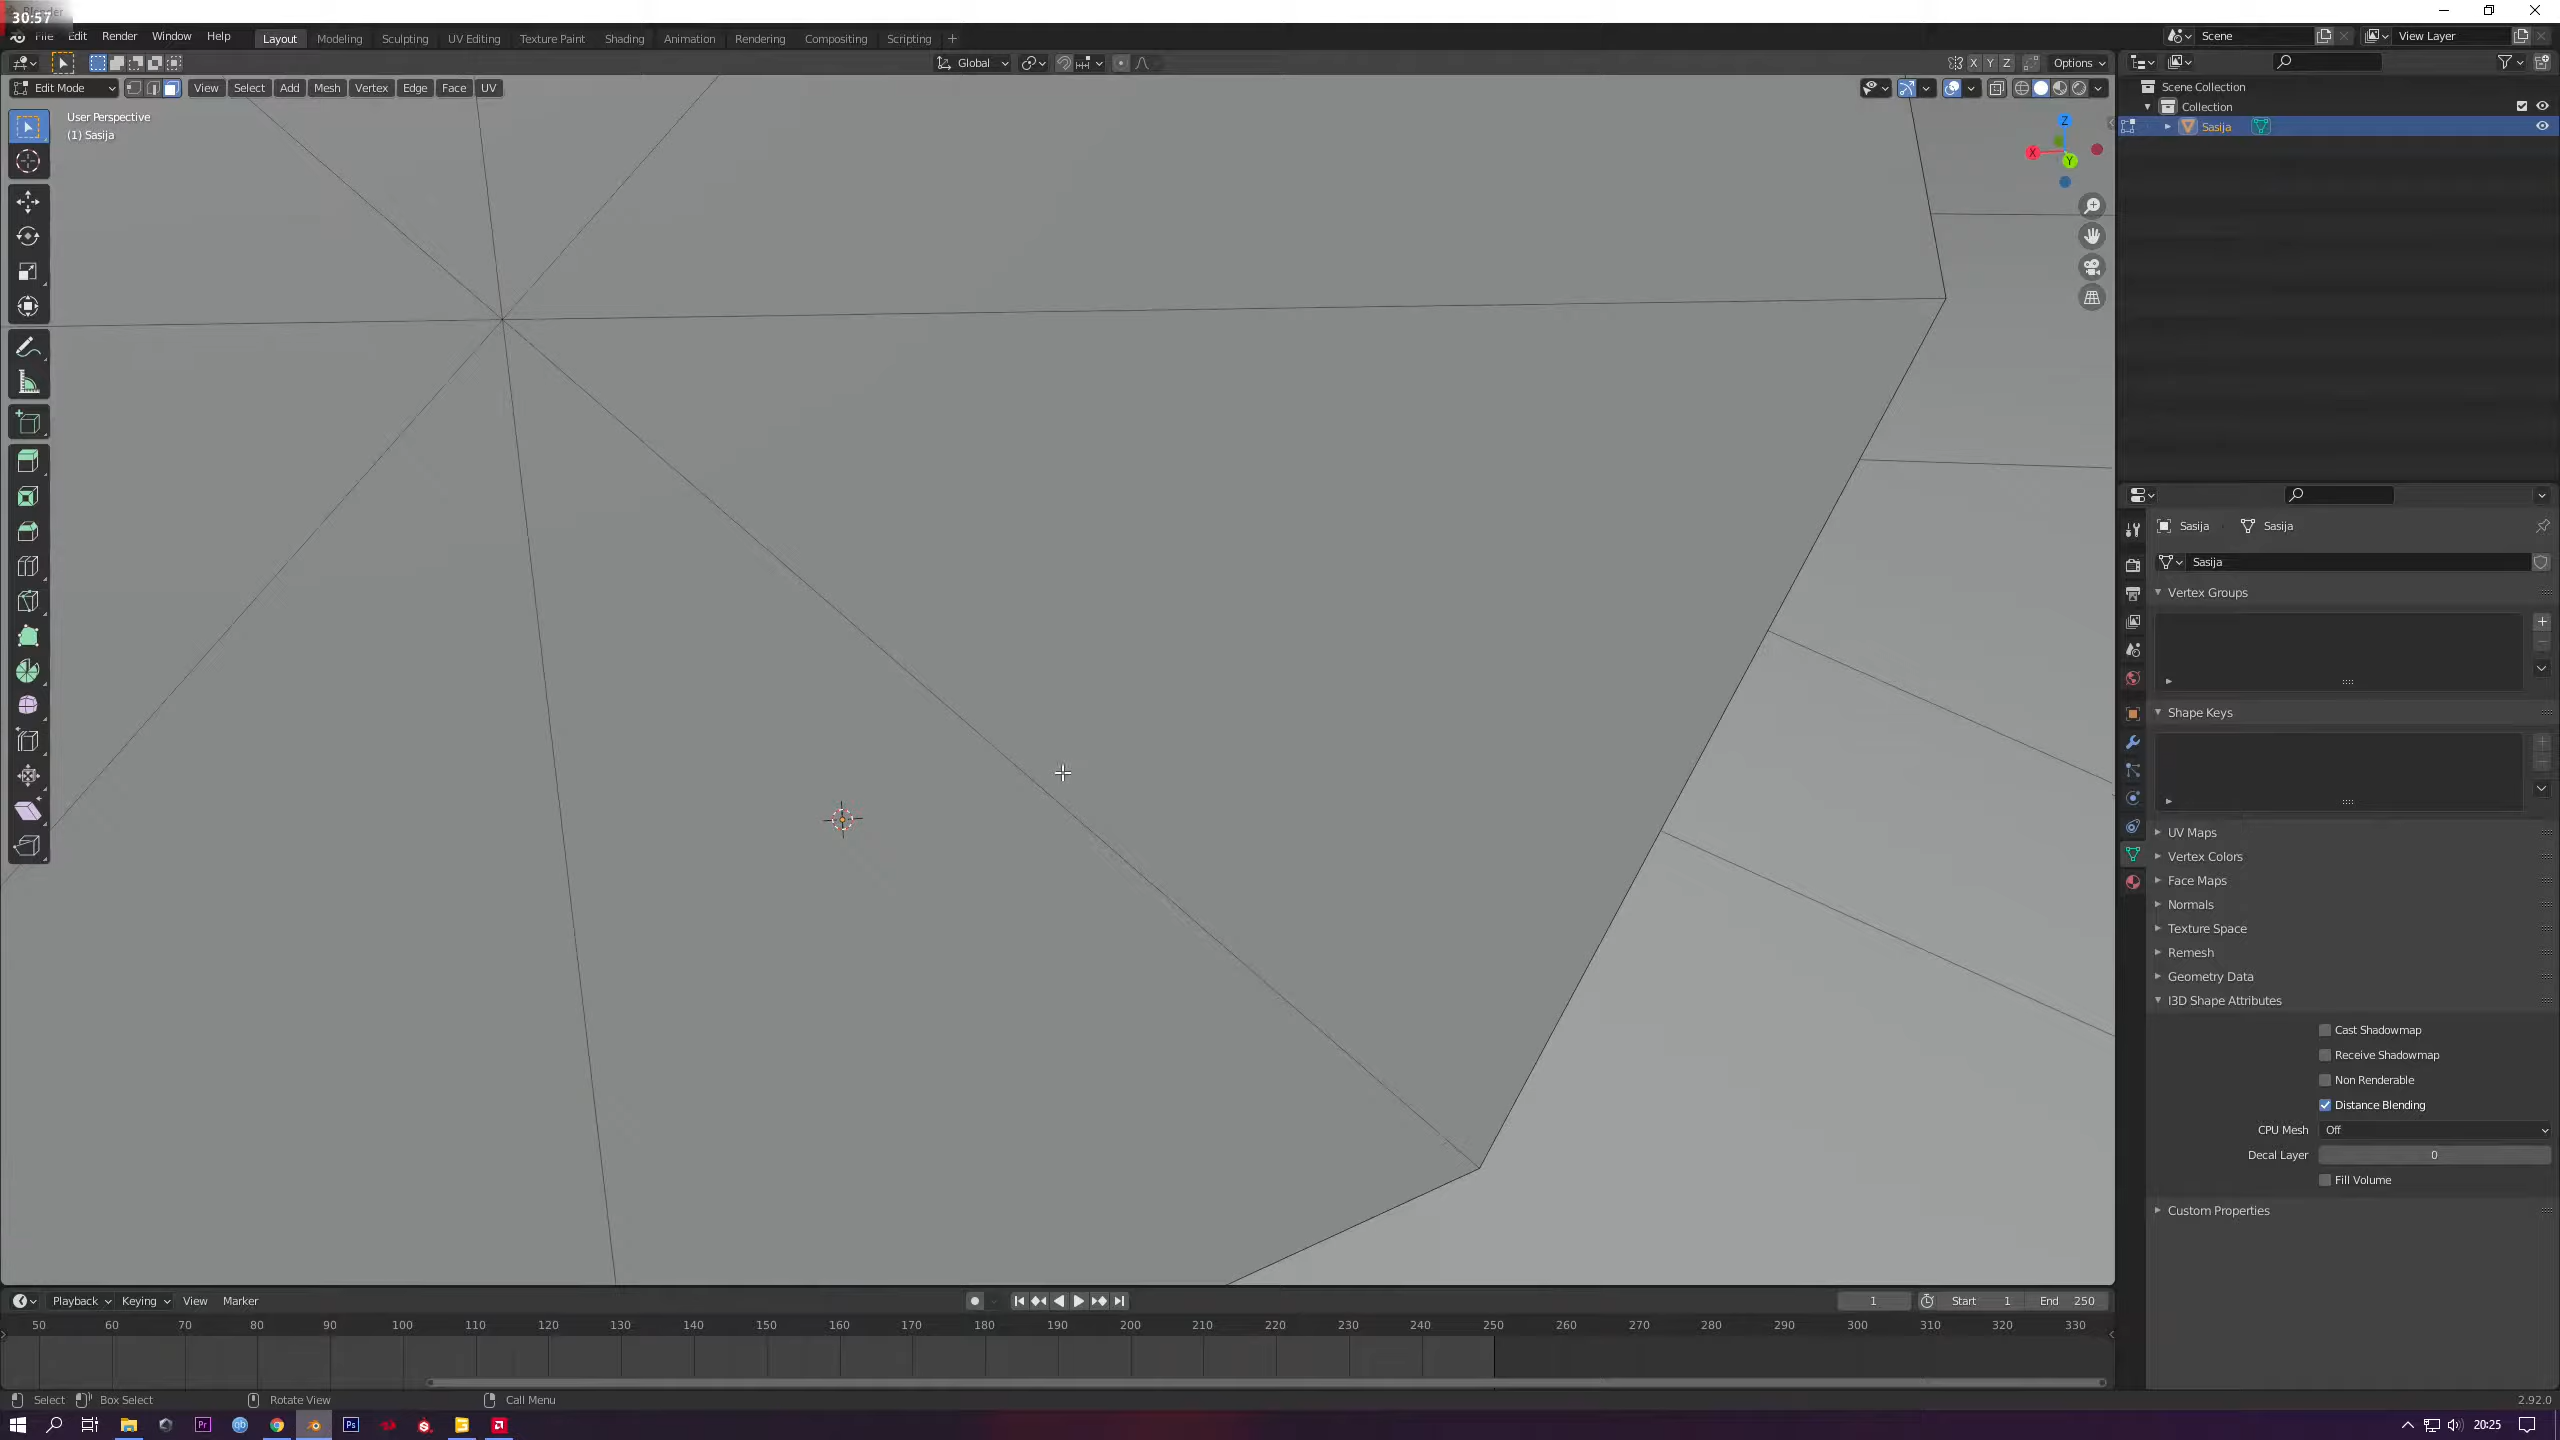 30:57
File Edit Render Window Help Layout Modeling Sculpting UV Editing Texture Paint Shading Animation Rendering Compositing Scripting + Scene View Layer
Global X Y Z Options
Edit Mode View Select Add Mesh Vertex Edge Face UV
User Perspective
(1) Sasija
Z
X
Y
Scene Collection
Collection
Sasija
Sasija Sasija
Sasija
Vertex Groups
Shape Keys
UV Maps
Vertex Colors
Face Maps
Normals
Texture Space
Remesh
Geometry Data
I3D Shape Attributes
Cast Shadowmap
Receive Shadowmap
Non Renderable
Distance Blending
CPU Mesh Off
Decal Layer 0
Fill Volume
Custom Properties
Playback Keying View Marker 1 Start 1 End 250
50 60 70 80 90 100 110 120 130 140 150 160 170 180 190 200 210 220 230 240 250 260 270 280 290 300 310 320 330
Select Box Select Rotate View Call Menu 2.92.0
Pr qb Ps 20:25